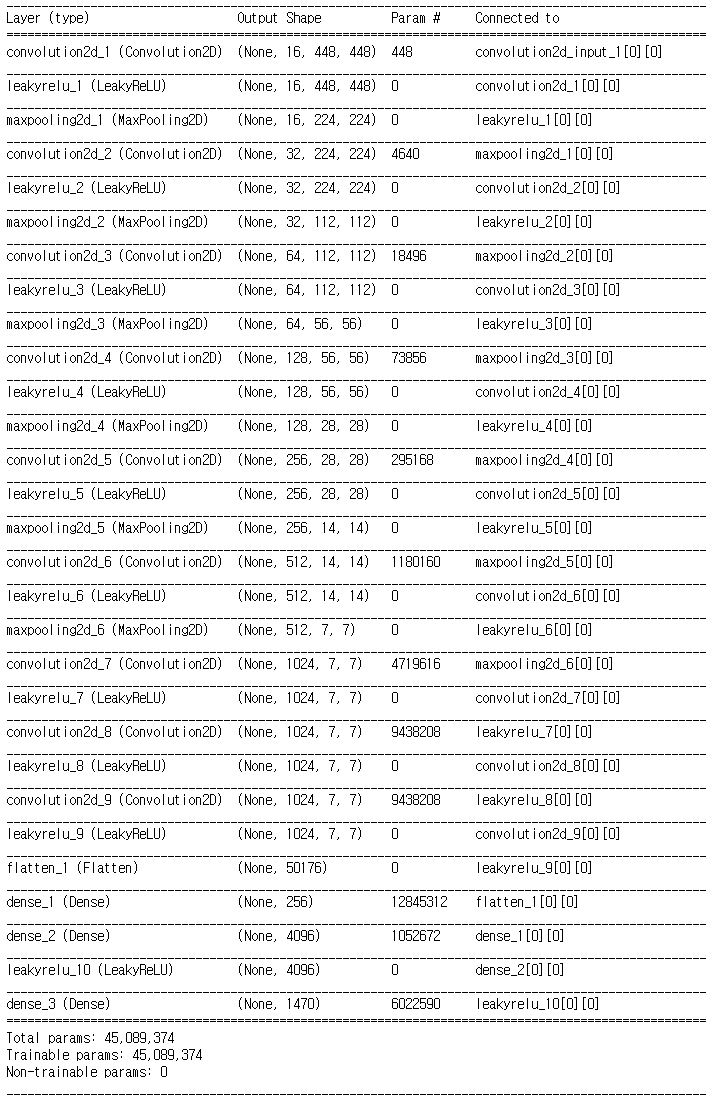 Layer (type) Output Shape Param # Connected to
convolution2d_1 (Convolution2D) (None, 16, 448, 448) 448 convolution2d_input_1[0][0]
leakyrelu_1 (LeakyReLU) (None, 16, 448, 448) 0 convolution2d_1[0][0]
maxpooling2d_1 (MaxPooling2D) (None, 16, 224, 224) 0 leakyrelu_1[0][0]
convolution2d_2 (Convolution2D) (None, 32, 224, 224) 4640 maxpooling2d_1[0][0]
leakyrelu_2 (LeakyReLU) (None, 32, 224, 224) 0 convolution2d_2[0][0]
maxpooling2d_2 (MaxPooling2D) (None, 32, 112, 112) 0 leakyrelu_2[0][0]
convolution2d_3 (Convolution2D) (None, 64, 112, 112) 18496 maxpooling2d_2[0][0]
leakyrelu_3 (LeakyReLU) (None, 64, 112, 112) 0 convolution2d_3[0][0]
maxpooling2d_3 (MaxPooling2D) (None, 64, 56, 56) 0 leakyrelu_3[0][0]
convolution2d_4 (Convolution2D) (None, 128, 56, 56) 73856 maxpooling2d_3[0][0]
leakyrelu_4 (LeakyReLU) (None, 128, 56, 56) 0 convolution2d_4[0][0]
maxpooling2d_4 (MaxPooling2D) (None, 128, 28, 28) 0 leakyrelu_4[0][0]
convolution2d_5 (Convolution2D) (None, 256, 28, 28) 295168 maxpooling2d_4[0][0]
leakyrelu_5 (LeakyReLU) (None, 256, 28, 28) 0 convolution2d_5[0][0]
maxpooling2d_5 (MaxPooling2D) (None, 256, 14, 14) 0 leakyrelu_5[0][0]
convolution2d_6 (Convolution2D) (None, 512, 14, 14) 1180160 maxpooling2d_5[0][0]
leakyrelu_6 (LeakyReLU) (None, 512, 14, 14) 0 convolution2d_6[0][0]
maxpooling2d_6 (MaxPooling2D) (None, 512, 7, 7) 0 leakyrelu_6[0][0]
convolution2d_7 (Convolution2D) (None, 1024, 7, 7) 4719616 maxpooling2d_6[0][0]
leakyrelu_7 (LeakyReLU) (None, 1024, 7, 7) 0 convolution2d_7[0][0]
convolution2d_8 (Convolution2D) (None, 1024, 7, 7) 9438208 leakyrelu_7[0][0]
leakyrelu_8 (LeakyReLU) (None, 1024, 7, 7) 0 convolution2d_8[0][0]
convolution2d_9 (Convolution2D) (None, 1024, 7, 7) 9438208 leakyrelu_8[0][0]
leakyrelu_9 (LeakyReLU) (None, 1024, 7, 7) 0 convolution2d_9[0][0]
flatten_1 (Flatten) (None, 50176) 0 leakyrelu_9[0][0]
dense_1 (Dense) (None, 256) 12845312 flatten_1[0][0]
dense_2 (Dense) (None, 4096) 1052672 dense_1[0][0]
leakyrelu_10 (LeakyReLU) (None, 4096) 0 dense_2[0][0]
dense_3 (Dense) (None, 1470) 6022590 leakyrelu_10[0][0]
Total params: 45,089,374
Trainable params: 45,089,374
Non-trainable params: 0